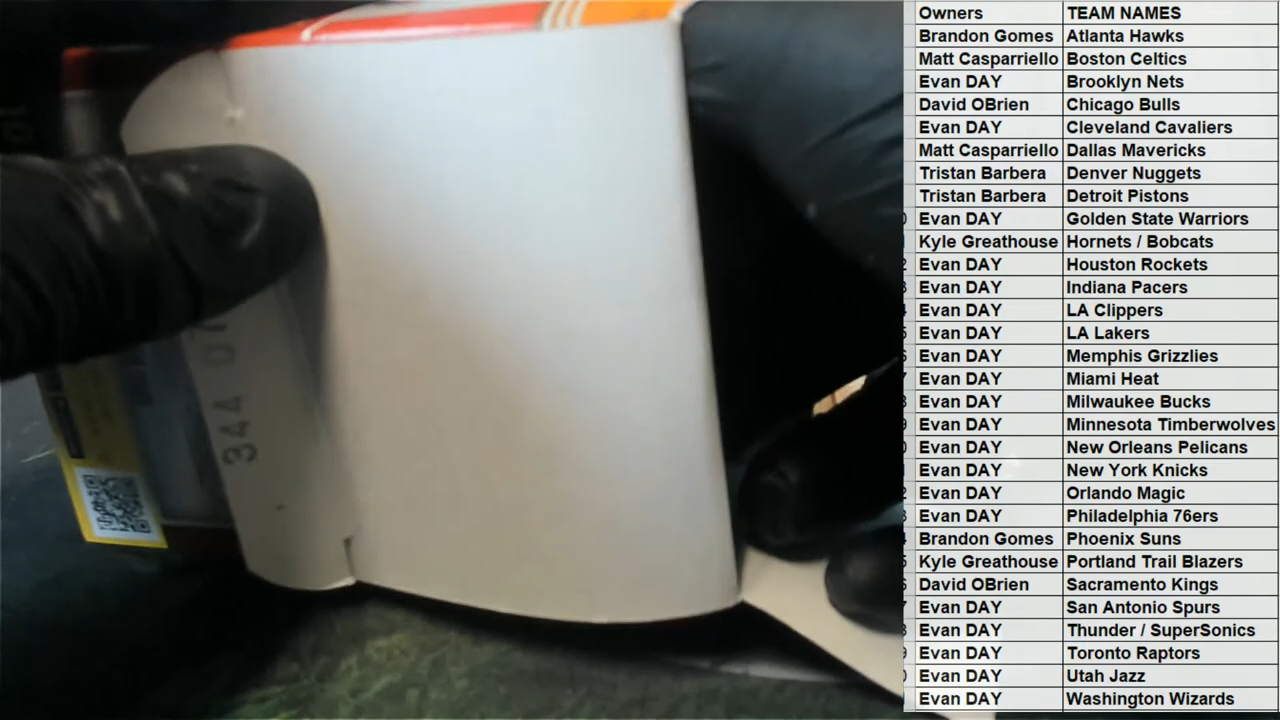 Owners TEAM NAMES
Brandon Gomes Atlanta Hawks
Matt Casparriello Boston Celtics
Evan DAY Brooklyn Nets
David OBrien Chicago Bulls
Evan DAY Cleveland Cavaliers
Matt Casparriello Dallas Mavericks
Tristan Barbera Denver Nuggets
Tristan Barbera Detroit Pistons
Evan DAY Golden State Warriors
Kyle Greathouse Hornets / Bobcats
Evan DAY Houston Rockets
Evan DAY Indiana Pacers
Evan DAY LA Clippers
Evan DAY LA Lakers
Evan DAY Memphis Grizzlies
Evan DAY Miami Heat
Evan DAY Milwaukee Bucks
Evan DAY Minnesota Timberwolves
Evan DAY New Orleans Pelicans
Evan DAY New York Knicks
Evan DAY Orlando Magic
Evan DAY Philadelphia 76ers
Brandon Gomes Phoenix Suns
Kyle Greathouse Portland Trail Blazers
David OBrien Sacramento Kings
Evan DAY San Antonio Spurs
Evan DAY Thunder / SuperSonics
Evan DAY Toronto Raptors
Evan DAY Utah Jazz
Evan DAY Washington Wizards
344 07